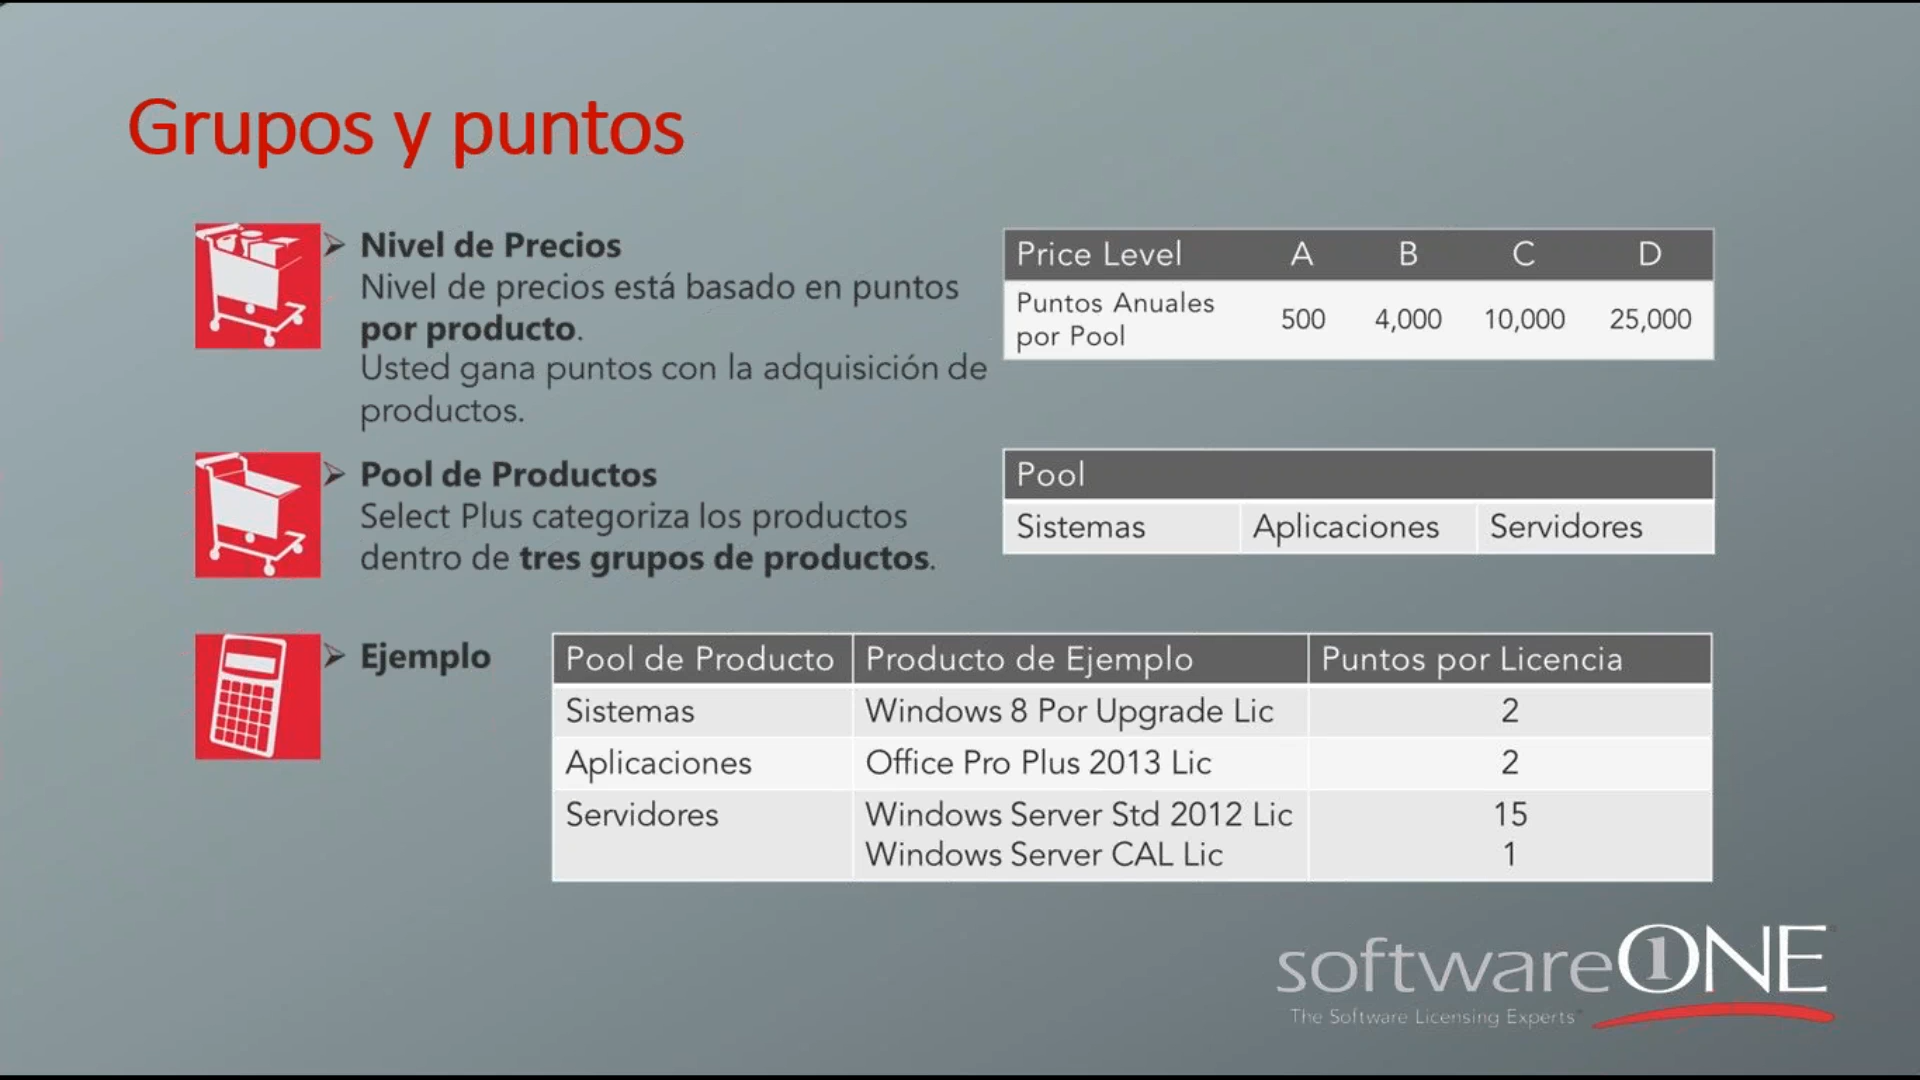 Grupos y puntos
Nivel de Precios
Nivel de precios está basado en puntos
por producto.
Usted gana puntos con la adquisición de
productos.
Price Level A B C D
Puntos Anuales
por Pool
500 4,000 10,000 25,000
Pool de Productos
Select Plus categoriza los productos
dentro de tres grupos de productos.
Pool
Sistemas Aplicaciones Servidores
Ejemplo
Pool de Producto Producto de Ejemplo Puntos por Licencia
Sistemas Windows 8 Por Upgrade Lic 2
Aplicaciones Office Pro Plus 2013 Lic 2
Servidores Windows Server Std 2012 Lic 15
Windows Server CAL Lic 1
softwareONE
The Software Licensing Experts